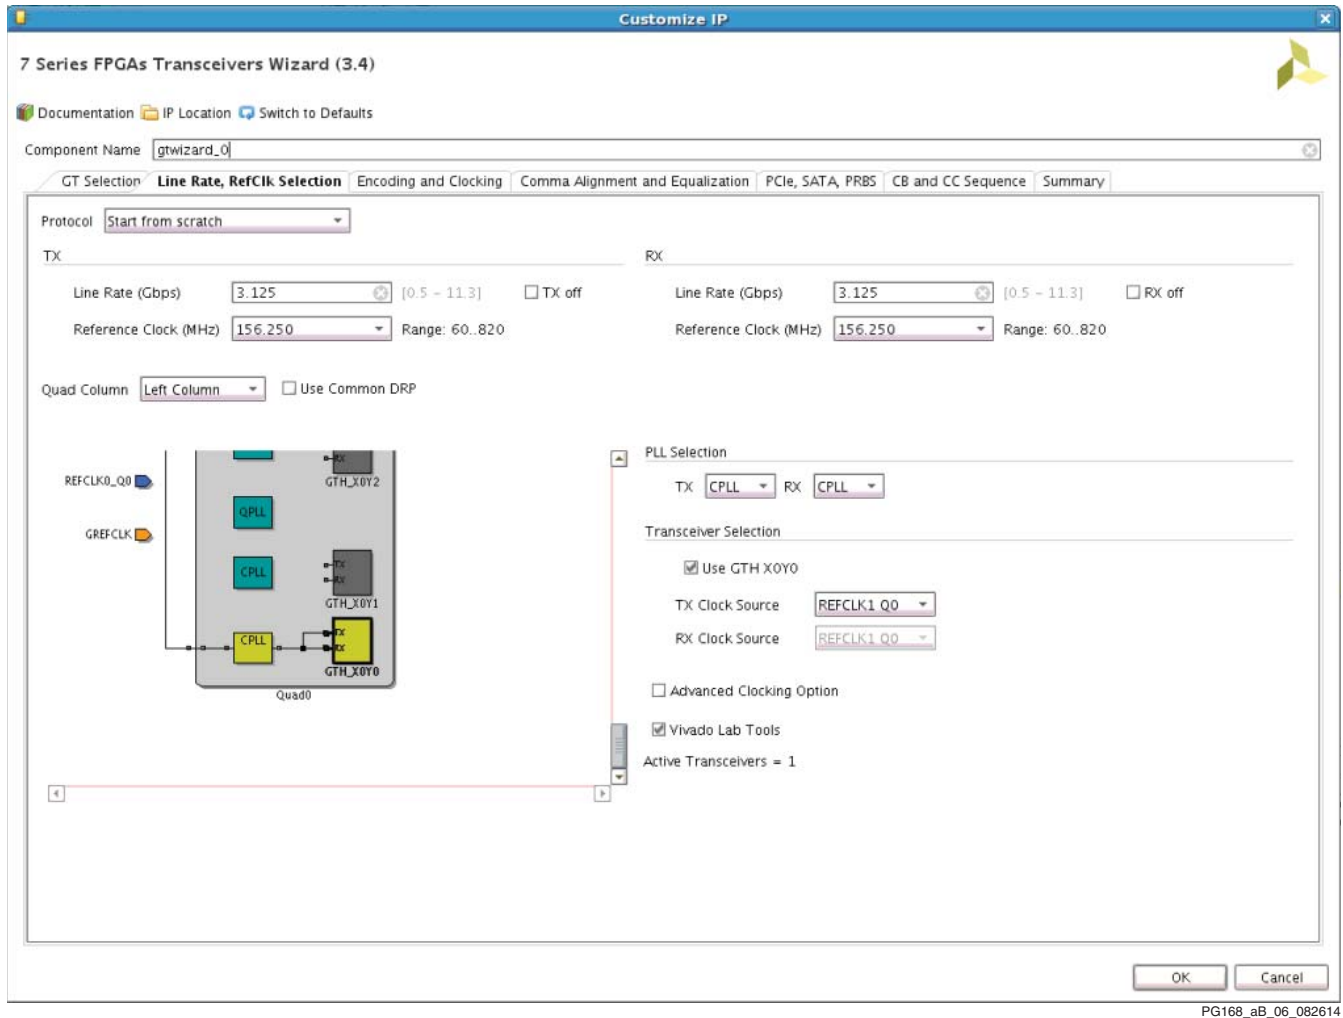 Customize IP
7 Series FPGAs Transceivers Wizard (3.4)
Documentation IP Location Switch to Defaults
Component Name gtwizard_0
GT Selection Line Rate, RefClk Selection Encoding and Clocking Comma Alignment and Equalization PCIe, SATA, PRBS CB and CC Sequence Summary
Protocol Start from scratch
TX RX
Line Rate (Gbps) 3.125 [0.5 - 11.3] TX off Line Rate (Gbps) 3.125 [0.5 - 11.3] RX off
Reference Clock (MHz) 156.250 Range: 60..820 Reference Clock (MHz) 156.250 Range: 60..820
Quad Column Left Column Use Common DRP
RX
REFCLK0_Q0
GTH_X0Y2
QPLL
GREFCLK
CPLL
TX
RX
GTH_X0Y1
CPLL
TX
RX
GTH_X0Y0
Quad0
PLL Selection
TX CPLL RX CPLL
Transceiver Selection
Use GTH X0Y0
TX Clock Source REFCLK1 Q0
RX Clock Source REFCLK1 Q0
Advanced Clocking Option
Vivado Lab Tools
Active Transceivers = 1
OK Cancel
PG168_aB_06_082614